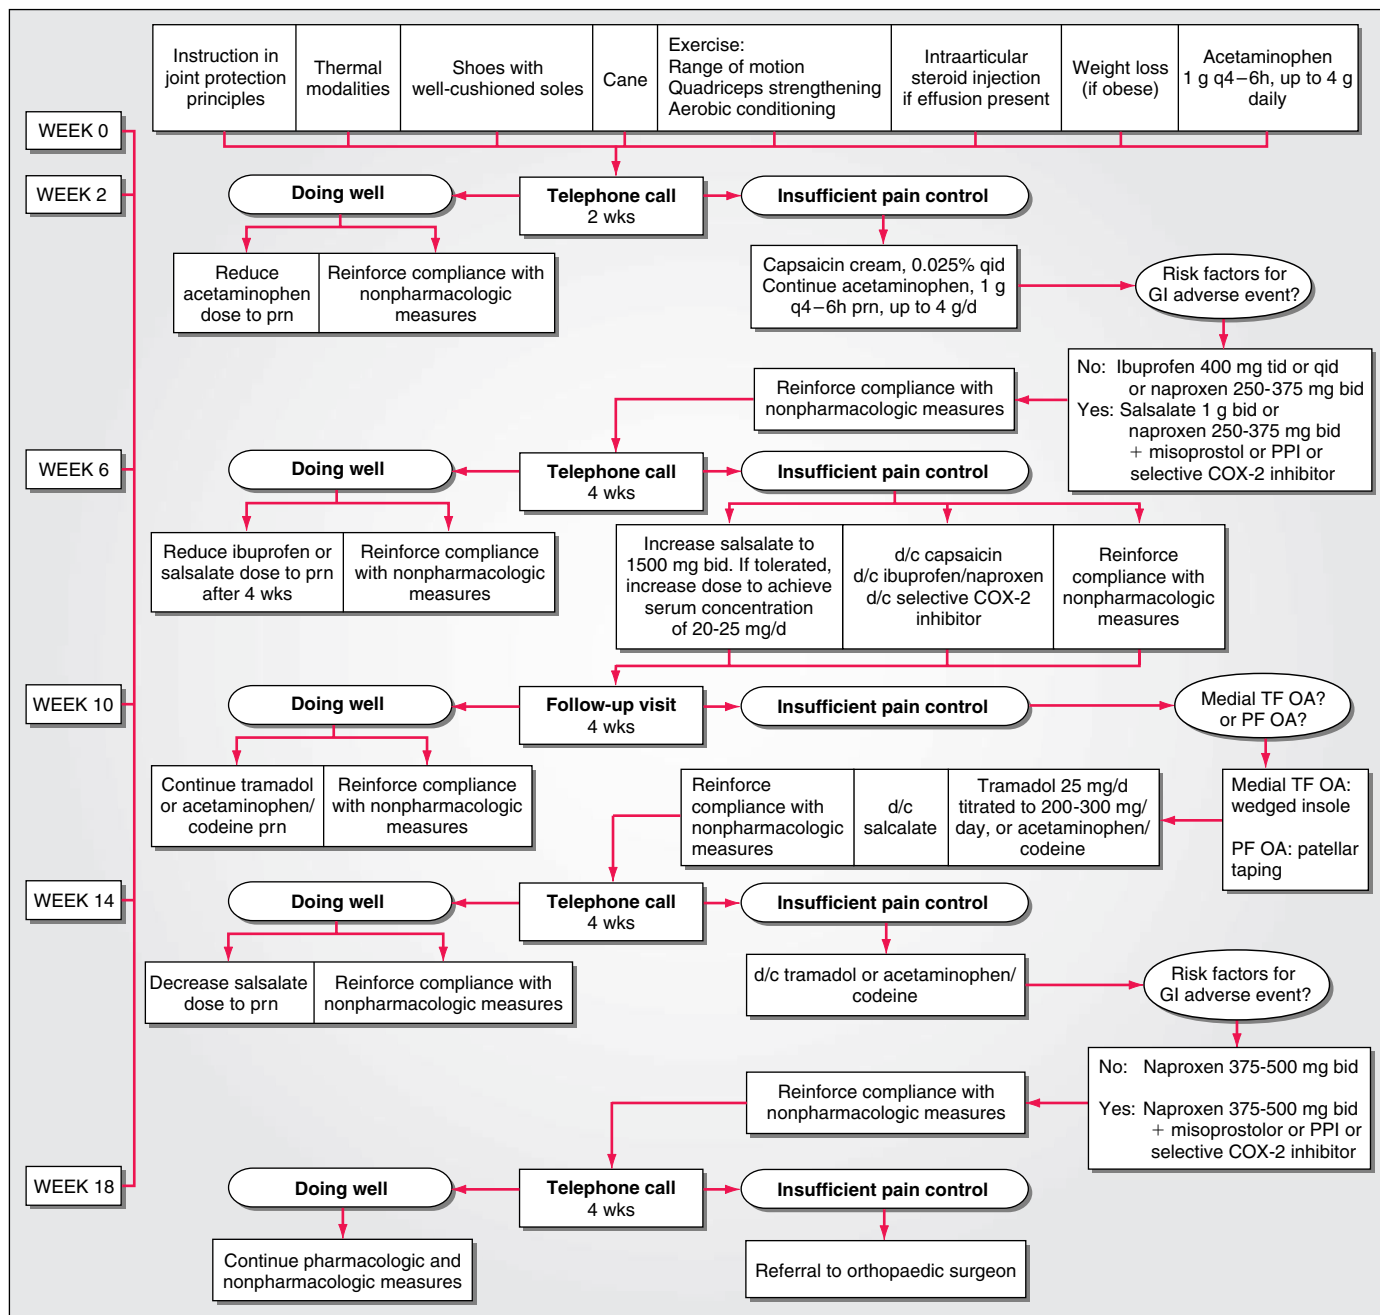 Instruction in
joint protection
principles
Thermal
modalities
Shoes with
well-cushioned soles
Cane
Exercise:
Range of motion
Quadriceps strengthening
Aerobic conditioning
Intraarticular
steroid injection
if effusion present
Weight loss
(if obese)
Acetaminophen
1 g q4–6h, up to 4 g
daily
WEEK 0
WEEK 2
Doing well
Telephone call
2 wks
Insufficient pain control
Reduce
acetaminophen
dose to prn
Reinforce compliance with
nonpharmacologic
measures
Capsaicin cream, 0.025% qid
Continue acetaminophen, 1 g
q4–6h prn, up to 4 g/d
Risk factors for
GI adverse event?
No: Ibuprofen 400 mg tid or qid
or naproxen 250-375 mg bid
Yes: Salsalate 1 g bid or
naproxen 250-375 mg bid
+ misoprostol or PPI or
selective COX-2 inhibitor
Reinforce compliance with
nonpharmacologic measures
WEEK 6
Doing well
Telephone call
4 wks
Insufficient pain control
Reduce ibuprofen or
salsalate dose to prn
after 4 wks
Reinforce compliance
with nonpharmacologic
measures
Increase salsalate to
1500 mg bid. If tolerated,
increase dose to achieve
serum concentration
of 20-25 mg/d
d/c capsaicin
d/c ibuprofen/naproxen
d/c selective COX-2
inhibitor
Reinforce
compliance with
nonpharmacologic
measures
WEEK 10
Doing well
Follow-up visit
4 wks
Insufficient pain control
Medial TF OA?
or PF OA?
Continue tramadol
or acetaminophen/
codeine prn
Reinforce compliance
with nonpharmacologic
measures
Reinforce
compliance with
nonpharmacologic
measures
d/c
salcalate
Tramadol 25 mg/d
titrated to 200-300 mg/
day, or acetaminophen/
codeine
Medial TF OA:
wedged insole
PF OA: patellar
taping
WEEK 14
Doing well
Telephone call
4 wks
Insufficient pain control
Decrease salsalate
dose to prn
Reinforce compliance with
nonpharmacologic measures
d/c tramadol or acetaminophen/
codeine
Risk factors for
GI adverse event?
No: Naproxen 375-500 mg bid
Yes: Naproxen 375-500 mg bid
+ misoprostolor or PPI or
selective COX-2 inhibitor
Reinforce compliance with
nonpharmacologic measures
WEEK 18
Doing well
Telephone call
4 wks
Insufficient pain control
Continue pharmacologic and
nonpharmacologic measures
Referral to orthopaedic surgeon